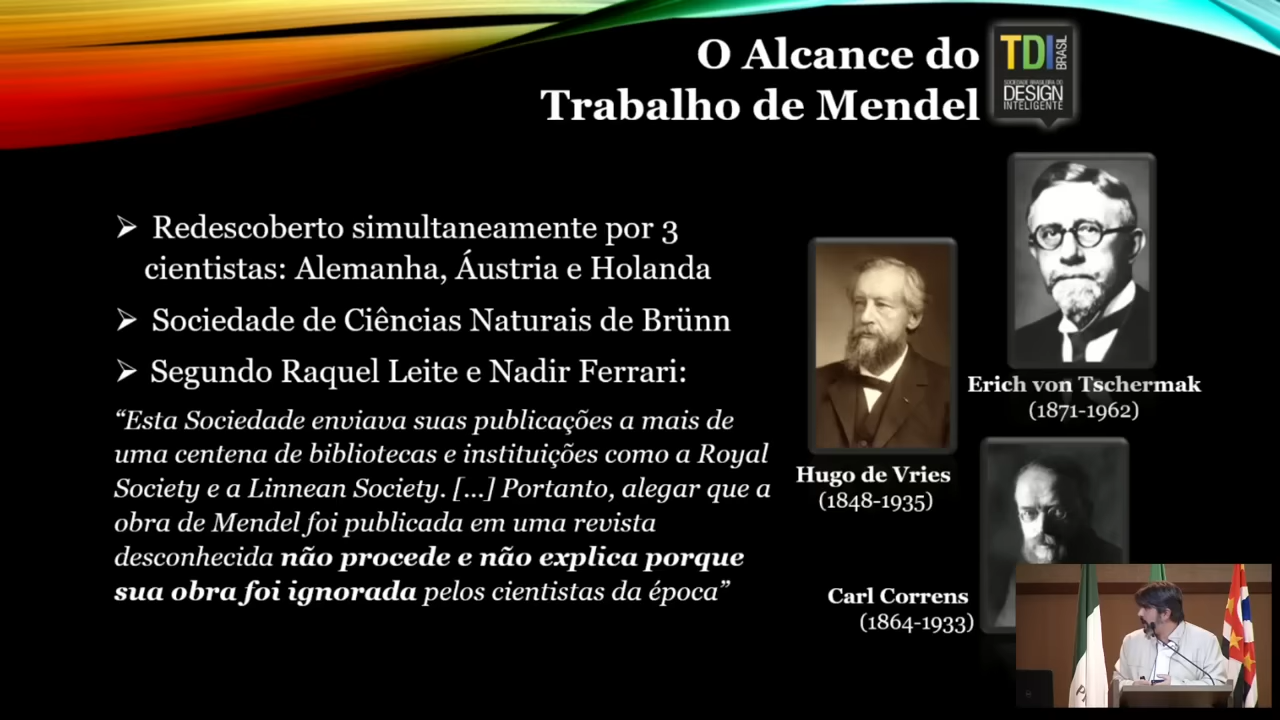 O Alcance do
Trabalho de Mendel
TDI
BRASIL
SOCIEDADE BRASILEIRA DO
DESIGN
INTELIGENTE
➢ Redescoberto simultaneamente por 3
cientistas: Alemanha, Áustria e Holanda
➢ Sociedade de Ciências Naturais de Brünn
➢ Segundo Raquel Leite e Nadir Ferrari:
“Esta Sociedade enviava suas publicações a mais de
uma centena de bibliotecas e instituições como a Royal
Society e a Linnean Society. [...] Portanto, alegar que a
obra de Mendel foi publicada em uma revista
desconhecida não procede e não explica porque
sua obra foi ignorada pelos cientistas da época”
Erich von Tschermak
(1871-1962)
Hugo de Vries
(1848-1935)
Carl Correns
(1864-1933)